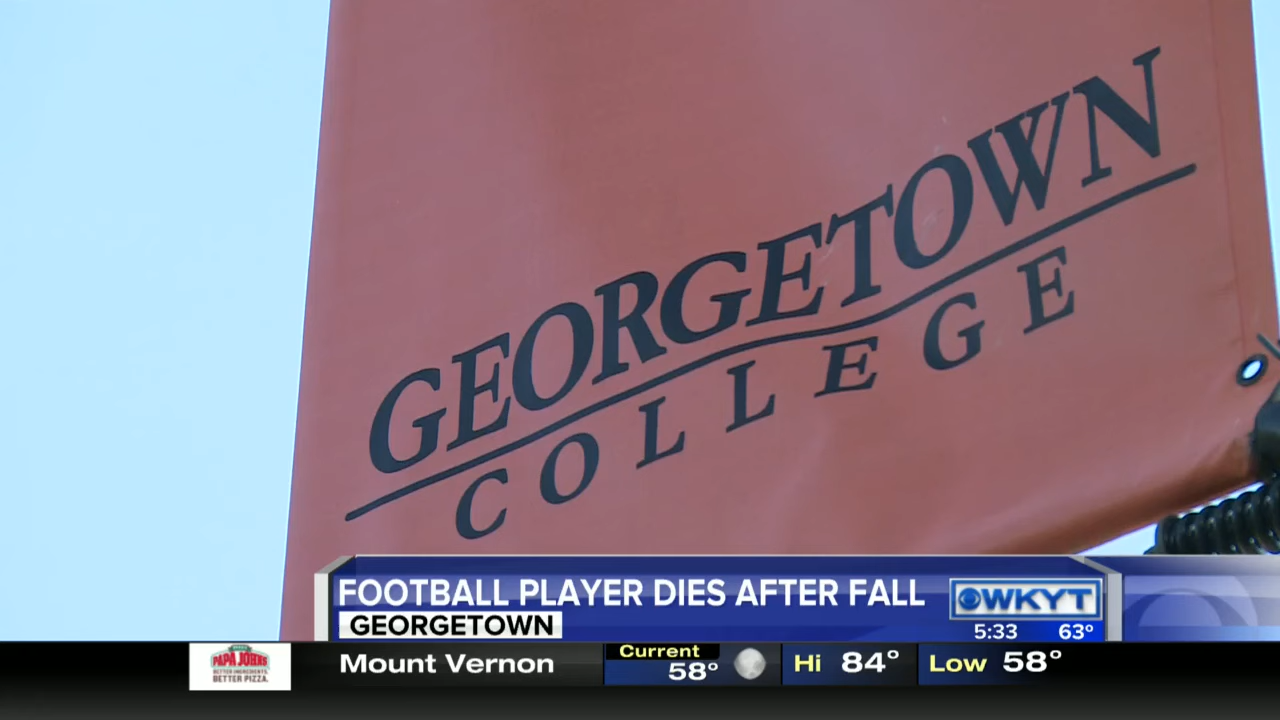 GEORGETOWN
COLLEGE
FOOTBALL PLAYER DIES AFTER FALL
WKYT
GEORGETOWN
5:33 63°
PAPA JOHNS
BETTER INGREDIENTS.
BETTER PIZZA.
Mount Vernon
Current
58°
Hi 84°
Low 58°